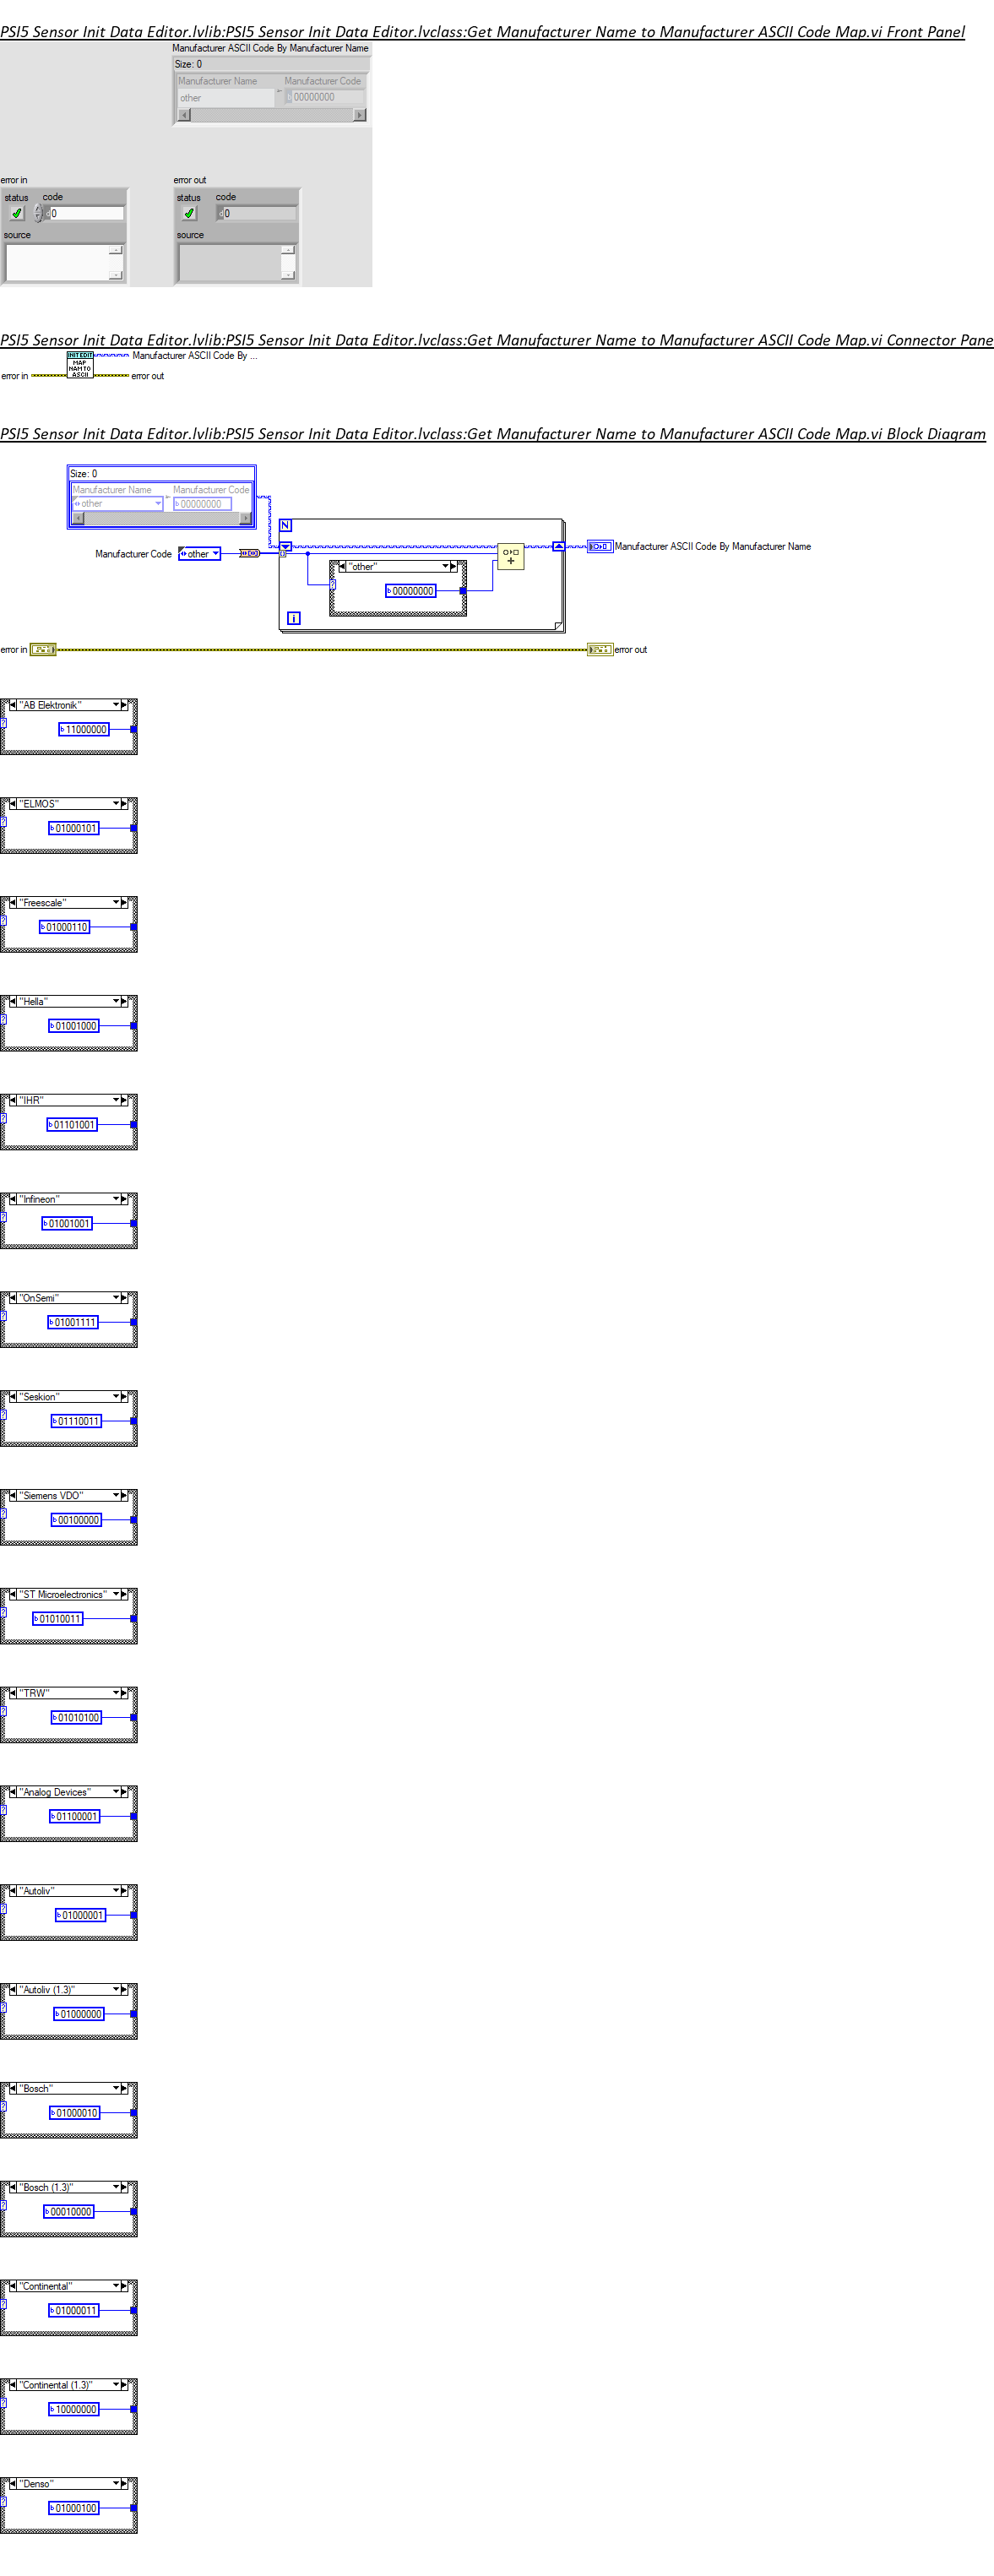 PSI5 Sensor Init Data Editor.lvlib:PSI5 Sensor Init Data Editor.lvclass:Get Manufacturer Name to Manufacturer ASCII Code Map.vi Front Panel
Manufacturer ASCII Code By Manufacturer Name
Size: 0
Manufacturer Name Manufacturer Code
other b 00000000
error in error out
status code status code
d 0 d 0
source source
PSI5 Sensor Init Data Editor.lvlib:PSI5 Sensor Init Data Editor.lvclass:Get Manufacturer Name to Manufacturer ASCII Code Map.vi Connector Pane
INIT EDIT
MAP
NAM TO
ASCII
Manufacturer ASCII Code By ...
error in error out
PSI5 Sensor Init Data Editor.lvlib:PSI5 Sensor Init Data Editor.lvclass:Get Manufacturer Name to Manufacturer ASCII Code Map.vi Block Diagram
Size: 0
Manufacturer Name Manufacturer Code
other b 00000000
N
Manufacturer Code other
Manufacturer ASCII Code By Manufacturer Name
"other"
?
b 00000000
i
error in error out
"AB Elektronik"
?
b 11000000
"ELMOS"
?
b 01000101
"Freescale"
?
b 01000110
"Hella"
?
b 01001000
"IHR"
?
b 01101001
"Infineon"
?
b 01001001
"OnSemi"
?
b 01001111
"Seskion"
?
b 01110011
"Siemens VDO"
?
b 00100000
"ST Microelectronics"
?
b 01010011
"TRW"
?
b 01010100
"Analog Devices"
?
b 01100001
"Autoliv"
?
b 01000001
"Autoliv (1.3)"
?
b 01000000
"Bosch"
?
b 01000010
"Bosch (1.3)"
?
b 00010000
"Continental"
?
b 01000011
"Continental (1.3)"
?
b 10000000
"Denso"
?
b 01000100